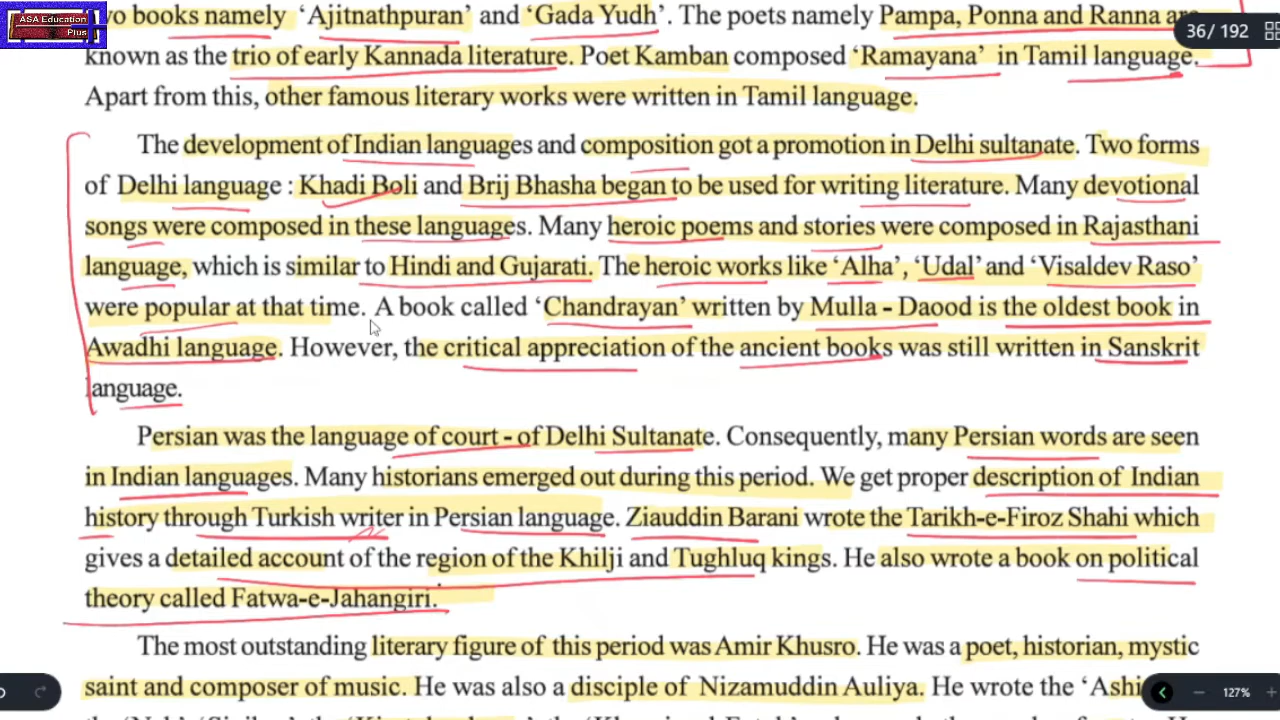 ASA Education
Plus
36/ 192
books namely 'Ajitnathpuran' and 'Gada Yudh'. The poets namely Pampa, Ponna and Ranna are
known as the trio of early Kannada literature. Poet Kamban composed 'Ramayana' in Tamil language.
Apart from this, other famous literary works were written in Tamil language.
The development of Indian languages and composition got a promotion in Delhi sultanate. Two forms
of Delhi language : Khadi Boli and Brij Bhasha began to be used for writing literature. Many devotional
songs were composed in these languages. Many heroic poems and stories were composed in Rajasthani
language, which is similar to Hindi and Gujarati. The heroic works like 'Alha', 'Udal' and 'Visaldev Raso'
were popular at that time. A book called 'Chandrayan' written by Mulla - Daood is the oldest book in
Awadhi language. However, the critical appreciation of the ancient books was still written in Sanskrit
language.
Persian was the language of court - of Delhi Sultanate. Consequently, many Persian words are seen
in Indian languages. Many historians emerged out during this period. We get proper description of Indian
history through Turkish writer in Persian language. Ziauddin Barani wrote the Tarikh-e-Firoz Shahi which
gives a detailed account of the region of the Khilji and Tughluq kings. He also wrote a book on political
theory called Fatwa-e-Jahangiri.
The most outstanding literary figure of this period was Amir Khusro. He was a poet, historian, mystic
saint and composer of music. He was also a disciple of Nizamuddin Auliya. He wrote the
127%